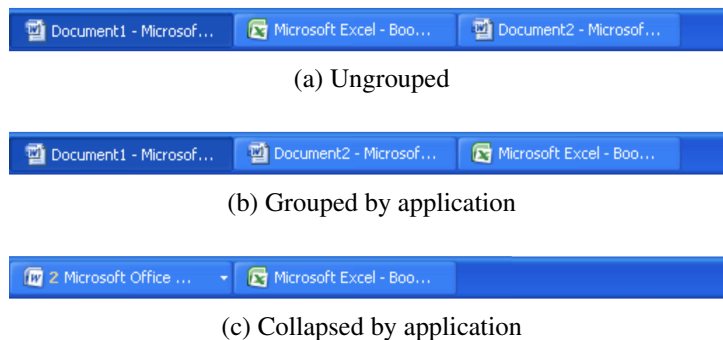 Document1 - Microsof... Microsoft Excel - Boo... Document2 - Microsof...
(a) Ungrouped
Document1 - Microsof... Document2 - Microsof... Microsoft Excel - Boo...
(b) Grouped by application
2 Microsoft Office ... Microsoft Excel - Boo...
(c) Collapsed by application